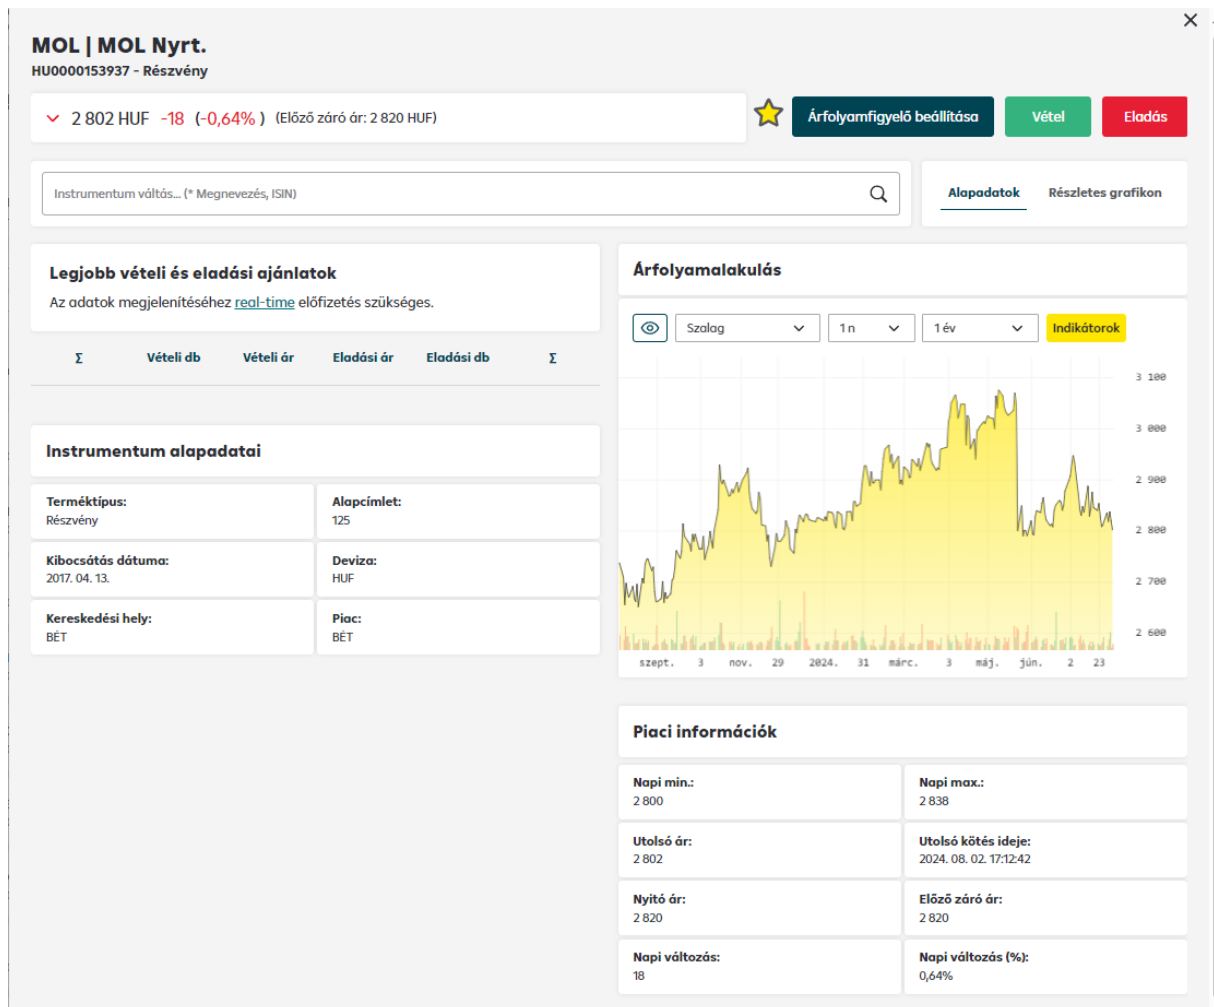 MOL | MOL Nyrt.
HU0000153937 - Részvény
2 802 HUF -18 (-0,64% ) (Előző záró ár: 2 820 HUF)
Árfolyamfigyelő beállítása
Vétel
Eladás
Instrumentum váltás... (* Megnevezés, ISIN)
Alapadatok Részletes grafikon
Legjobb vételi és eladási ajánlatok
Az adatok megjelenítéséhez real-time előfizetés szükséges.
Σ Vételi db Vételi ár Eladási ár Eladási db Σ
Instrumentum alapadatai
Terméktípus:
Részvény
Alapcímlet:
125
Kibocsátás dátuma:
2017. 04. 13.
Deviza:
HUF
Kereskedési hely:
BÉT
Piac:
BÉT
Árfolyamalakulás
Szalag 1 n 1 év Indikátorok
3 100
3 000
2 900
2 800
2 700
2 600
szept. 3 nov. 29 2024. 31 márc. 3 máj. jún. 2 23
Piaci információk
Napi min.:
2 800
Napi max.:
2 838
Utolsó ár:
2 802
Utolsó kötés ideje:
2024. 08. 02. 17:12:42
Nyitó ár:
2 820
Előző záró ár:
2 820
Napi változás:
18
Napi változás (%):
0,64%